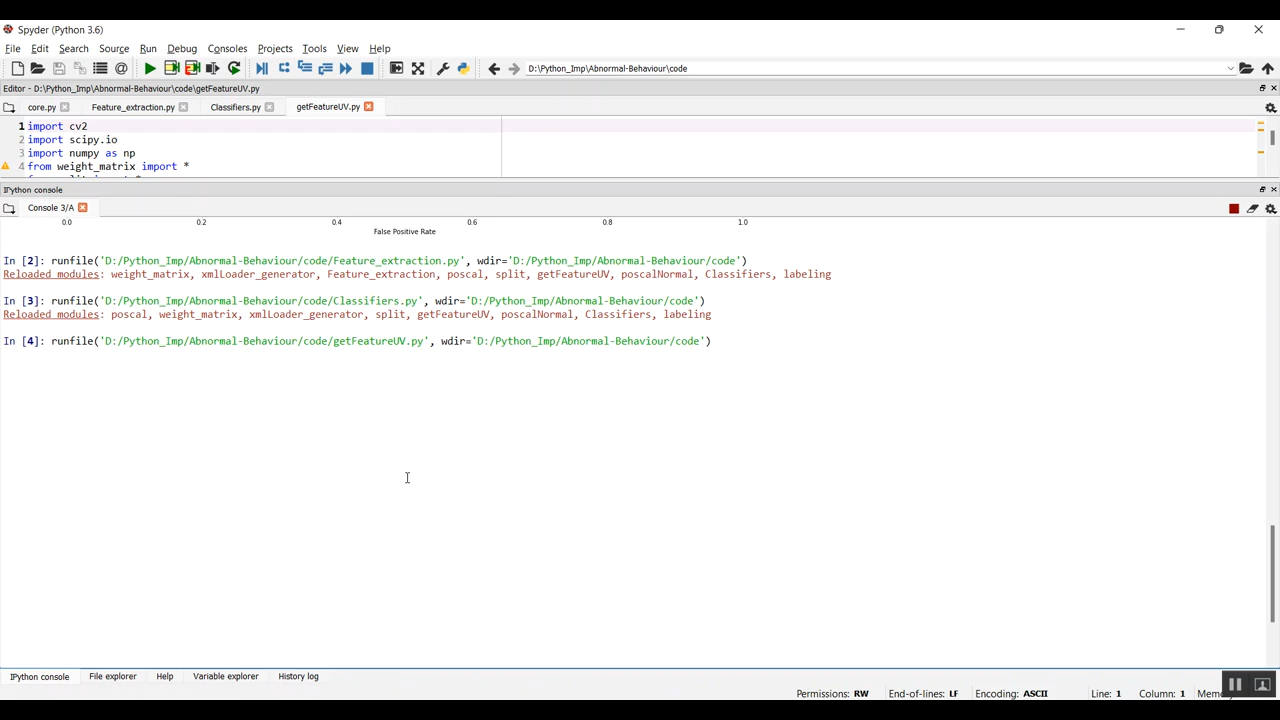 Spyder (Python 3.6)
File Edit Search Source Run Debug Consoles Projects Tools View Help
D:\Python_Imp\Abnormal-Behaviour\code
Editor - D:\Python_Imp\Abnormal-Behaviour\code\getFeatureUV.py
core.py Feature_extraction.py Classifiers.py getFeatureUV.py
1 import cv2
2 import scipy.io
3 import numpy as np
4 from weight_matrix import *
IPython console
Console 3/A
0.0 0.2 0.4 0.6 0.8 1.0
False Positive Rate
In [2]: runfile('D:/Python_Imp/Abnormal-Behaviour/code/Feature_extraction.py', wdir='D:/Python_Imp/Abnormal-Behaviour/code')
Reloaded modules: weight_matrix, xmlLoader_generator, Feature_extraction, poscal, split, getFeatureUV, poscalNormal, Classifiers, labeling
In [3]: runfile('D:/Python_Imp/Abnormal-Behaviour/code/Classifiers.py', wdir='D:/Python_Imp/Abnormal-Behaviour/code')
Reloaded modules: poscal, weight_matrix, xmlLoader_generator, split, getFeatureUV, poscalNormal, Classifiers, labeling
In [4]: runfile('D:/Python_Imp/Abnormal-Behaviour/code/getFeatureUV.py', wdir='D:/Python_Imp/Abnormal-Behaviour/code')
IPython console File explorer Help Variable explorer History log
Permissions: RW End-of-lines: LF Encoding: ASCII Line: 1 Column: 1